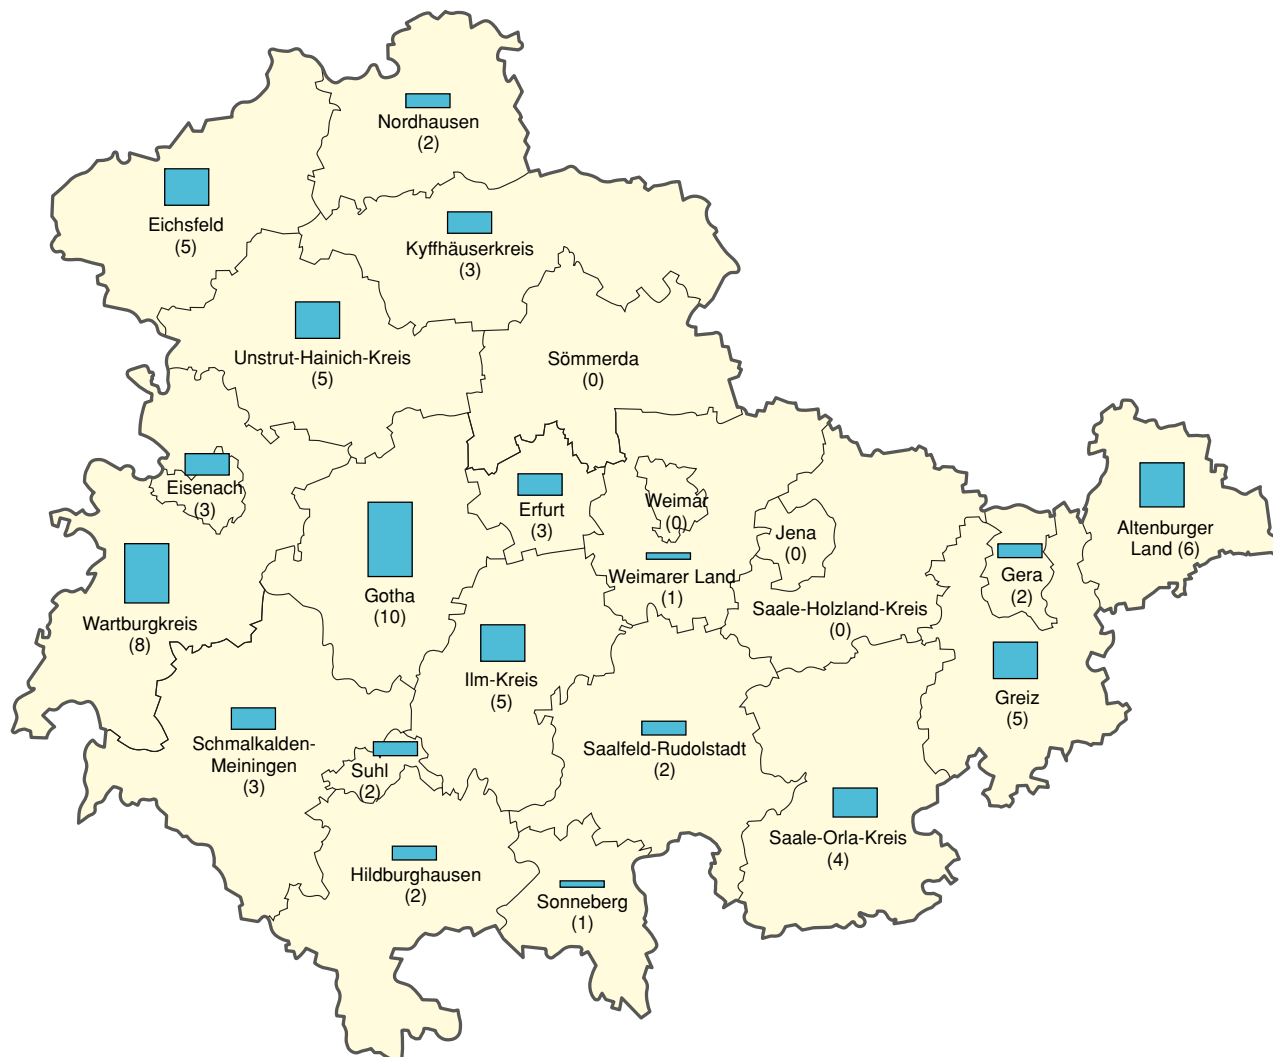 Nordhausen
(2)
Eichsfeld
(5)
Kyffhäuserkreis
(3)
Unstrut-Hainich-Kreis
(5)
Sömmerda
(0)
Eisenach
(3)
Erfurt
(3)
Weimar
(0)
Jena
(0)
Altenburger
Land (6)
Gotha
(10)
Weimarer Land
(1)
Gera
(2)
Saale-Holzland-Kreis
(0)
Wartburgkreis
(8)
Ilm-Kreis
(5)
Greiz
(5)
Schmalkalden-
Meiningen
(3)
Suhl
(2)
Saalfeld-Rudolstadt
(2)
Saale-Orla-Kreis
(4)
Hildburghausen
(2)
Sonneberg
(1)